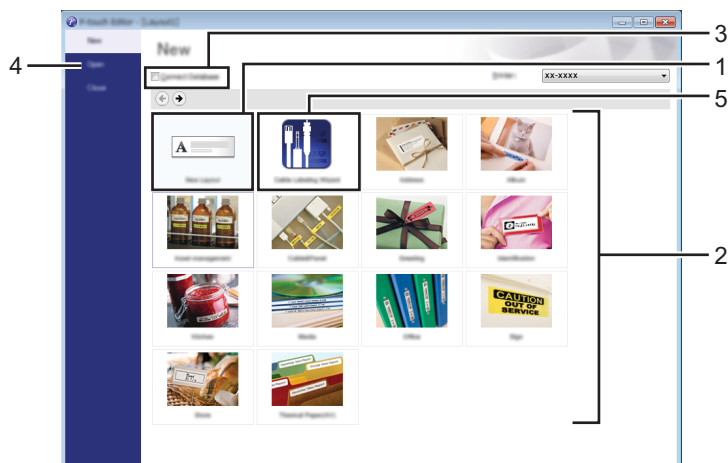 P-touch Editor - [Layout1]
New
New
Open
Close
Connect Database
Printer:
XX-XXXX
3
1
4
5
2
A
New Layout
Cable Labeling Wizard
Address
Album
Asset management
Cable&Panel
Greeting
Identification
Kitchen
Media
Office
CAUTION
OUT OF
SERVICE
Sign
Store
Thermal Paper(RJ)